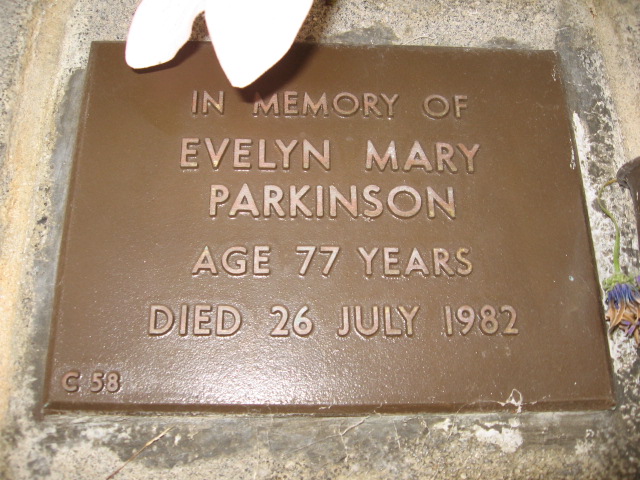 IN MEMORY OF
EVELYN MARY
PARKINSON
AGE 77 YEARS
DIED 26 JULY 1982
C 58